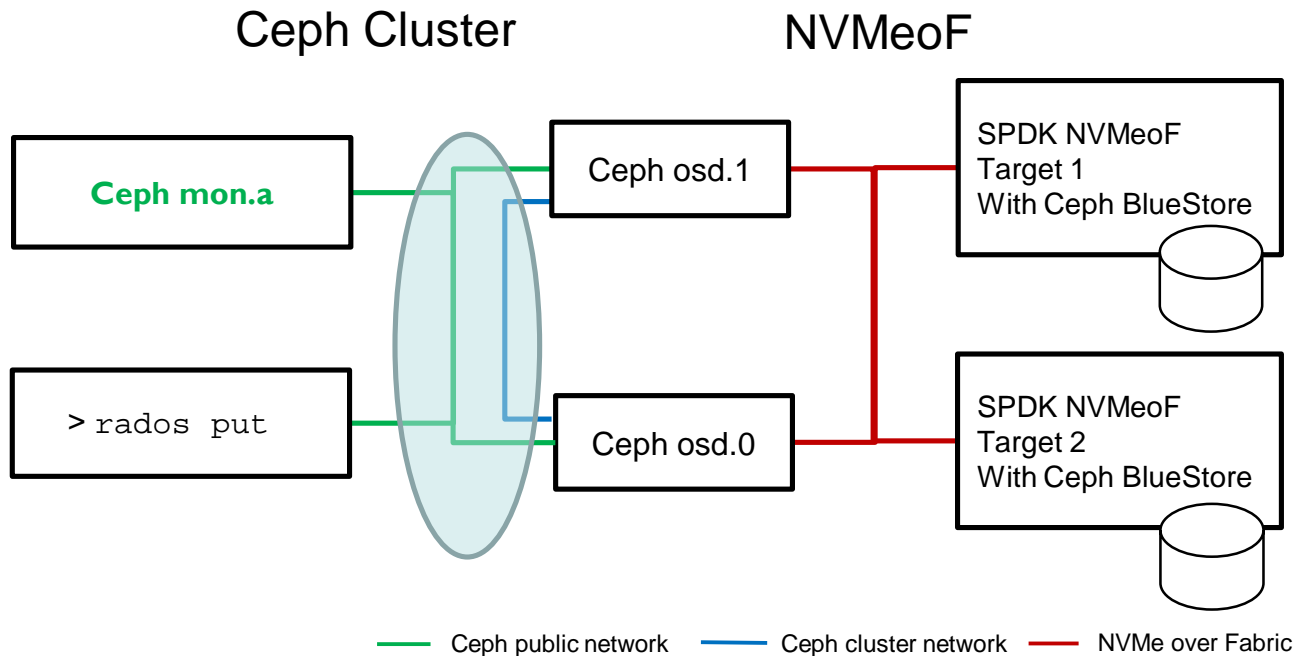 Ceph Cluster
NVMeoF
Ceph mon.a
Ceph osd.1
SPDK NVMeoF
Target 1
With Ceph BlueStore
> rados put
Ceph osd.0
SPDK NVMeoF
Target 2
With Ceph BlueStore
Ceph public network
Ceph cluster network
NVMe over Fabric